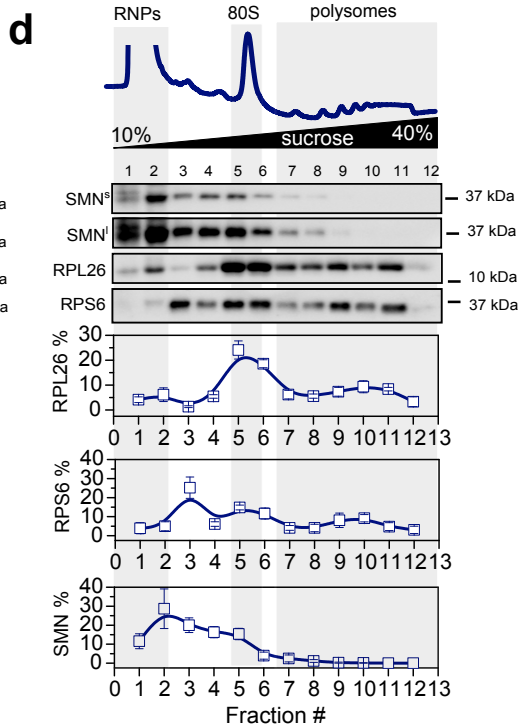 d
RNPs 80S polysomes
10% sucrose 40%
1 2 3 4 5 6 7 8 9 10 11 12
SMNˢ 37 kDa
a
SMNˡ 37 kDa
a
RPL26 10 kDa
a
RPS6 37 kDa
a
RPL26 %
30
20
10
0
0 1 2 3 4 5 6 7 8 9 10 11 12 13
RPS6 %
40
30
20
10
0
0 1 2 3 4 5 6 7 8 9 10 11 12 13
SMN %
40
30
20
10
0
0 1 2 3 4 5 6 7 8 9 10 11 12 13
Fraction #